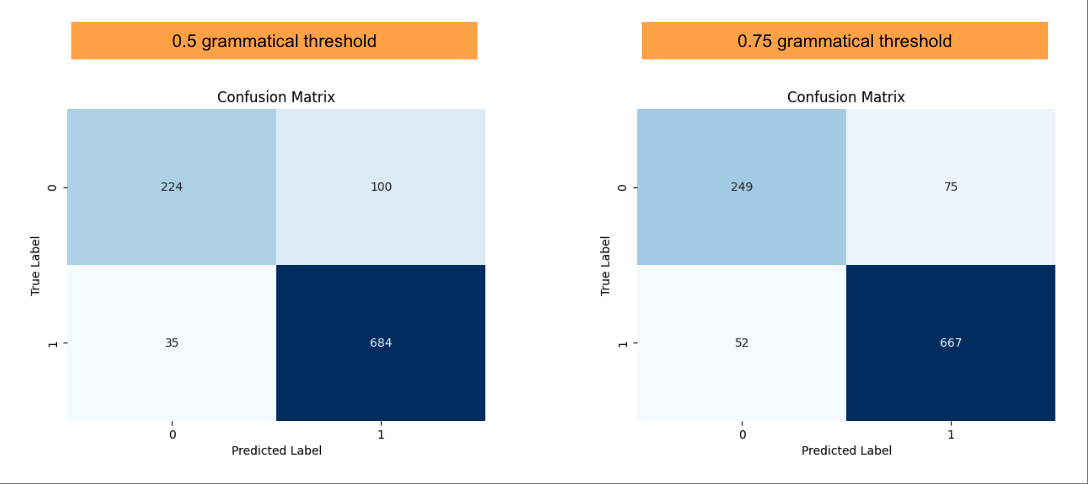 0.5 grammatical threshold
Confusion Matrix
True Label
0
224
100
1
35
684
0
1
Predicted Label
0.75 grammatical threshold
Confusion Matrix
True Label
0
249
75
1
52
667
0
1
Predicted Label